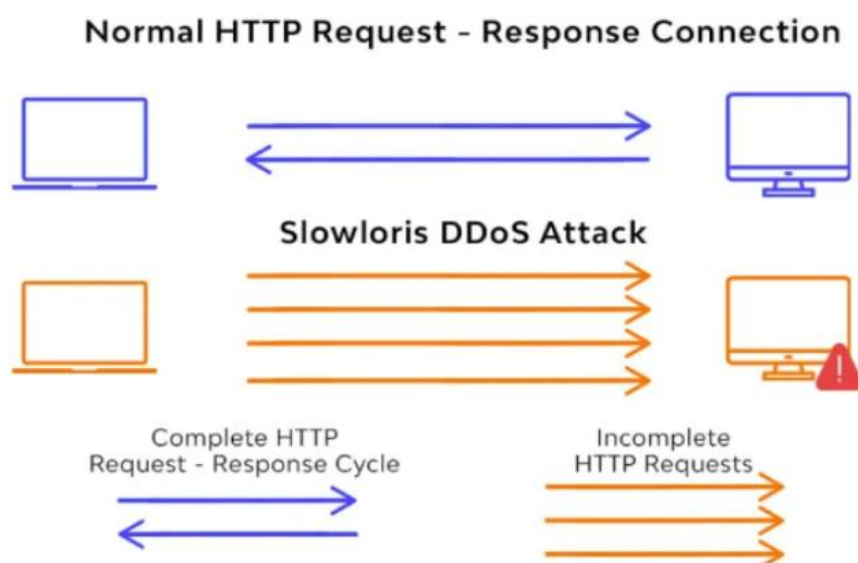 Normal HTTP Request - Response Connection
Slowloris DDoS Attack
!
Complete HTTP
Request - Response Cycle
Incomplete
HTTP Requests